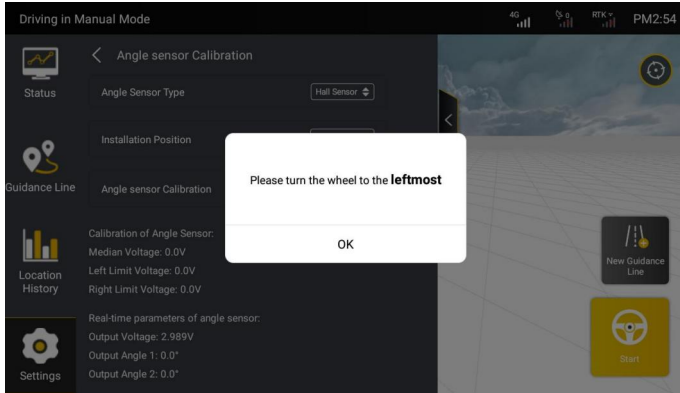 Driving in Manual Mode
4G
0
RTK
PM2:54
Status
Angle sensor Calibration
Angle Sensor Type
Hall Sensor
Installation Position
Guidance Line
Angle sensor Calibration
Please turn the wheel to the leftmost
OK
Calibration of Angle Sensor:
Median Voltage: 0.0V
Left Limit Voltage: 0.0V
Right Limit Voltage: 0.0V
Location
History
New Guidance
Line
Real-time parameters of angle sensor:
Output Voltage: 2.989V
Output Angle 1: 0.0°
Output Angle 2: 0.0°
Settings
Start